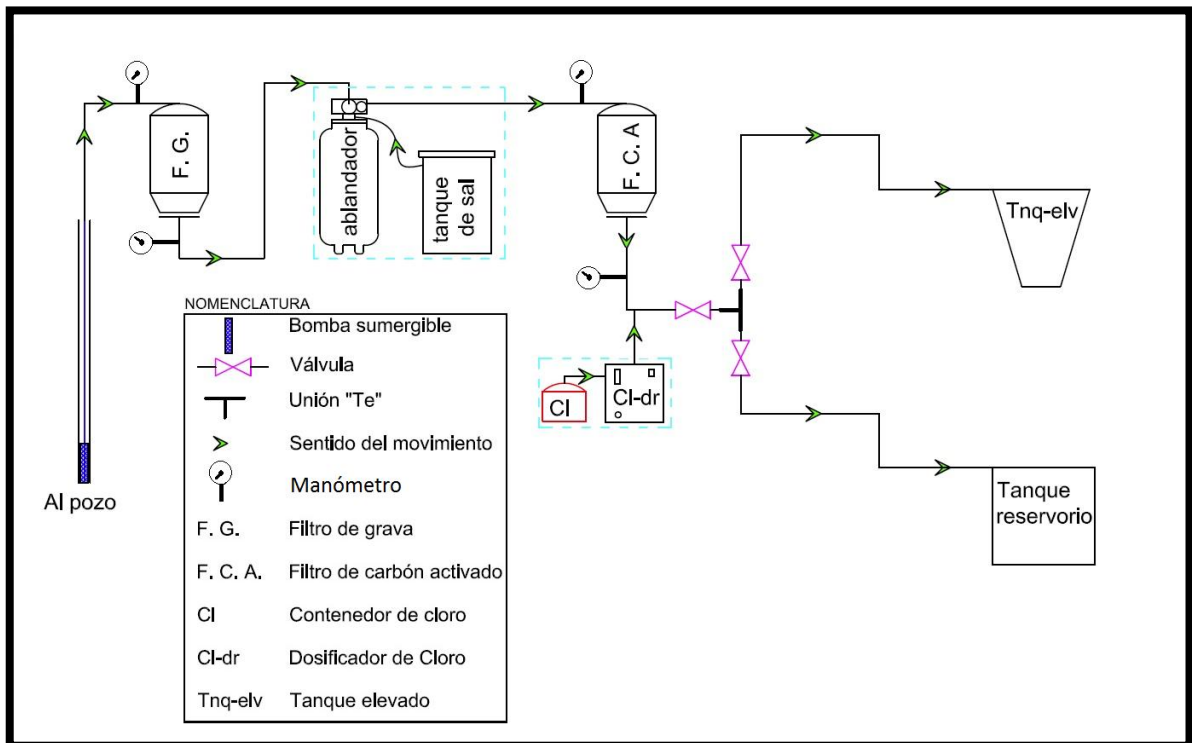 F. G.
ablandador
tanque
de sal
F. C. A
Tnq-elv
Cl
Cl-dr
Tanque
reservorio
Al pozo
NOMENCLATURA
Bomba sumergible
Válvula
Unión "Te"
Sentido del movimiento
Manómetro
F. G. Filtro de grava
F. C. A. Filtro de carbón activado
Cl Contenedor de cloro
Cl-dr Dosificador de Cloro
Tnq-elv Tanque elevado